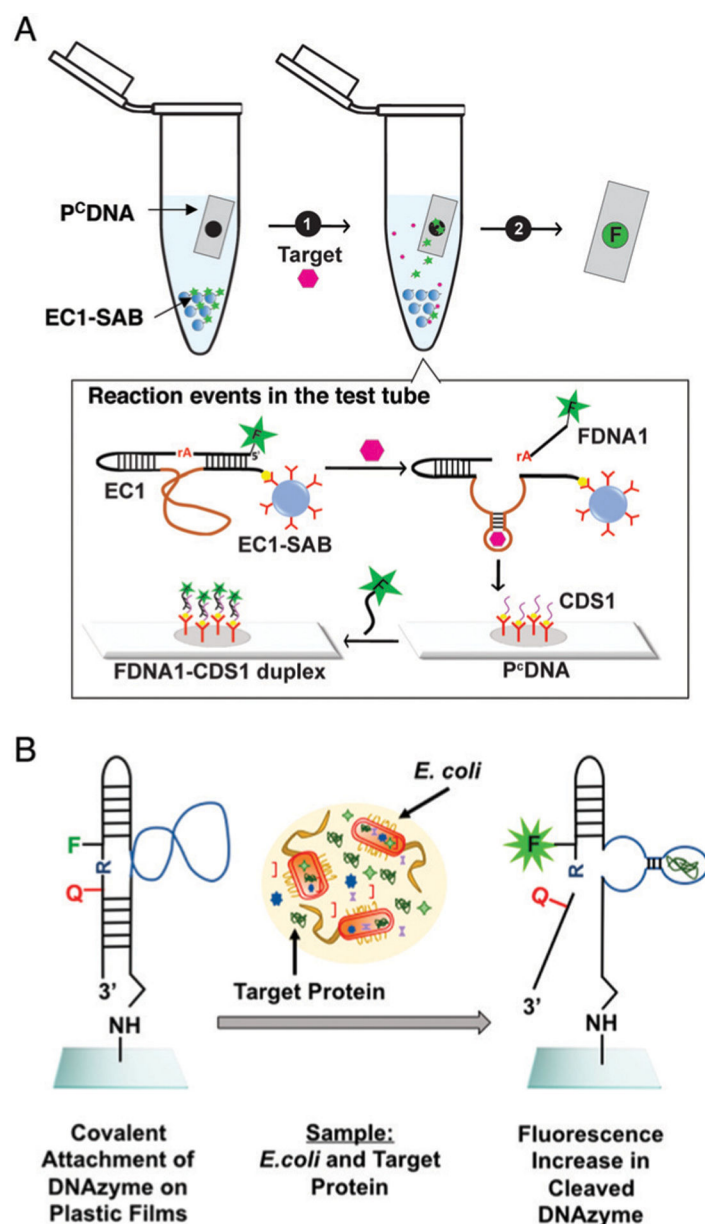 A
PᶜDNA
EC1-SAB
1
Target
2
F
Reaction events in the test tube
rA
F
5'
EC1
EC1-SAB
F
FDNA1
rA
F
CDS1
FDNA1-CDS1 duplex
PᶜDNA
B
F
R
Q
3'
NH
E. coli
Target Protein
F
R
Q
3'
NH
Covalent
Attachment of
DNAzyme on
Plastic Films
Sample:
E.coli and Target
Protein
Fluorescence
Increase in
Cleaved
DNAzyme